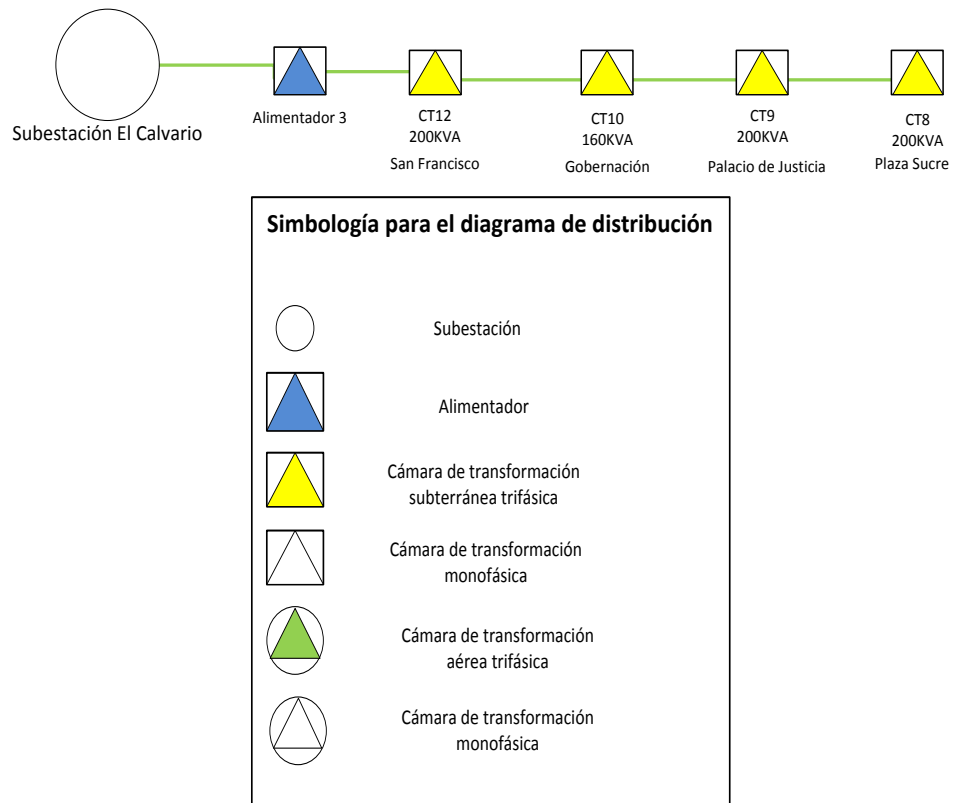 Subestación El Calvario
Alimentador 3
CT12
200KVA
San Francisco
CT10
160KVA
Gobernación
CT9
200KVA
Palacio de Justicia
CT8
200KVA
Plaza Sucre
Simbología para el diagrama de distribución
Subestación
Alimentador
Cámara de transformación
subterránea trifásica
Cámara de transformación
monofásica
Cámara de transformación
aérea trifásica
Cámara de transformación
monofásica